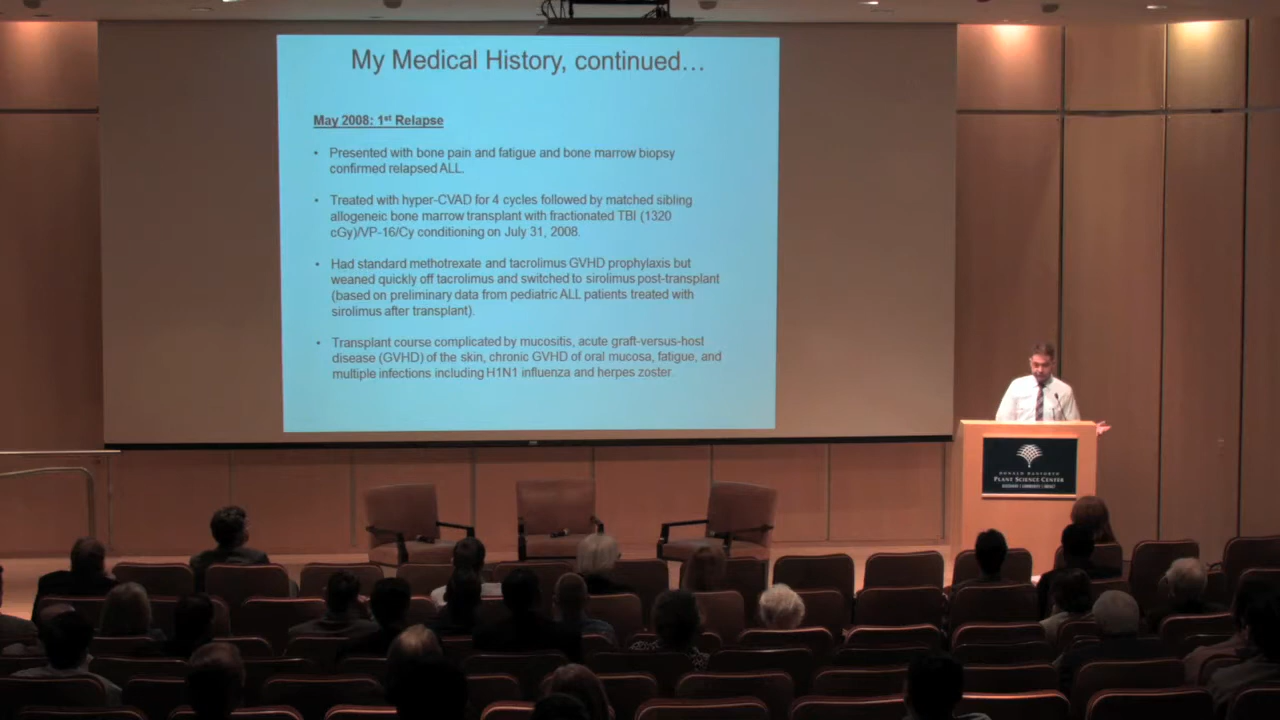 My Medical History, continued…
May 2008: 1st Relapse
• Presented with bone pain and fatigue and bone marrow biopsy
confirmed relapsed ALL.
• Treated with hyper-CVAD for 4 cycles followed by matched sibling
allogeneic bone marrow transplant with fractionated TBI (1320
cGy)/VP-16/Cy conditioning on July 31, 2008.
• Had standard methotrexate and tacrolimus GVHD prophylaxis but
weaned quickly off tacrolimus and switched to sirolimus post-transplant
(based on preliminary data from pediatric ALL patients treated with
sirolimus after transplant).
• Transplant course complicated by mucositis, acute graft-versus-host
disease (GVHD) of the skin, chronic GVHD of oral mucosa, fatigue, and
multiple infections including H1N1 influenza and herpes zoster.
DONALD DANFORTH
PLANT SCIENCE CENTER
DISCOVERY | COMMUNITY | IMPACT